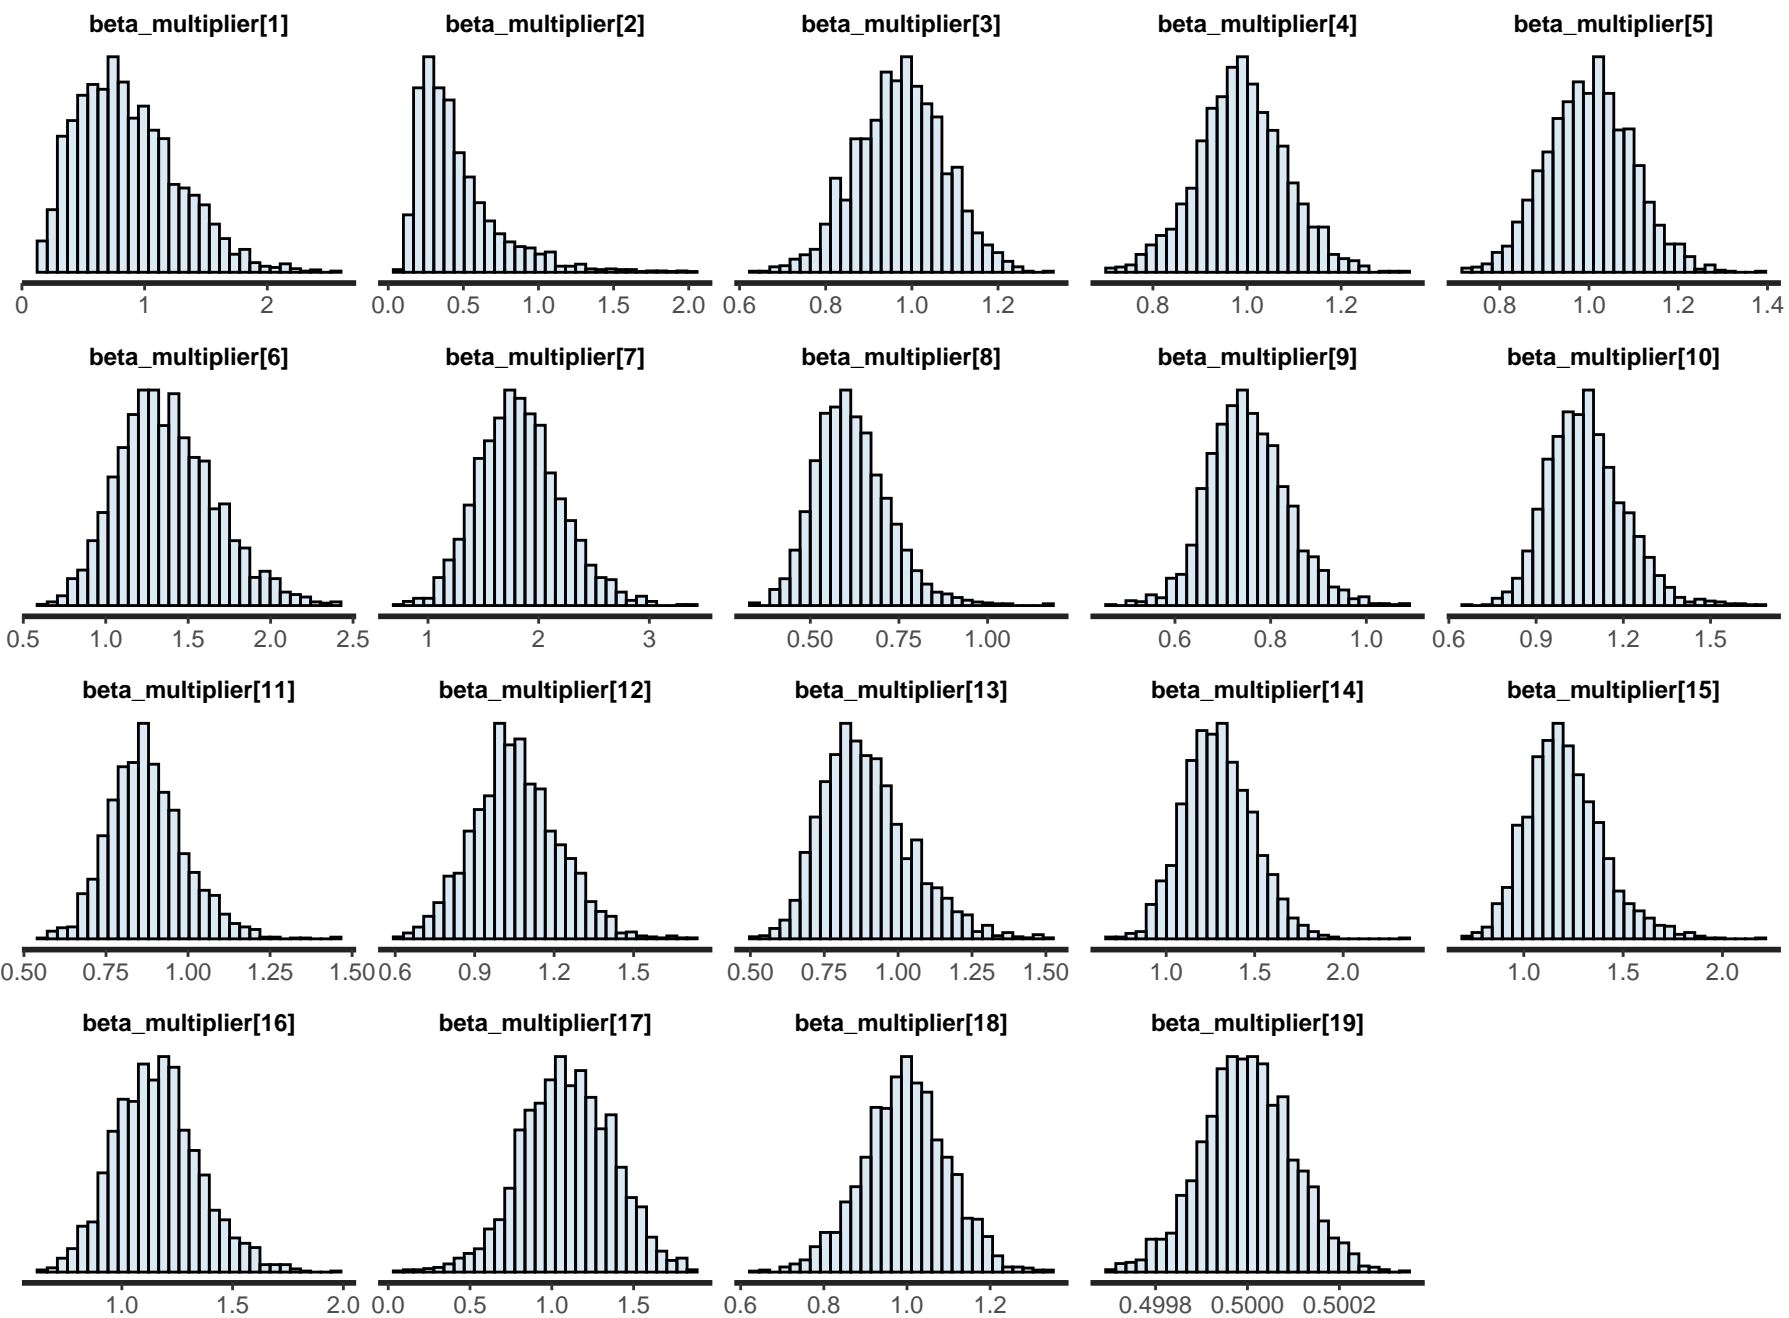 beta_multiplier[1] beta_multiplier[2] beta_multiplier[3] beta_multiplier[4] beta_multiplier[5]
0 1 2 0.0 0.5 1.0 1.5 2.0 0.6 0.8 1.0 1.2 0.8 1.0 1.2 0.8 1.0 1.2 1.4
beta_multiplier[6] beta_multiplier[7] beta_multiplier[8] beta_multiplier[9] beta_multiplier[10]
0.5 1.0 1.5 2.0 2.5 1 2 3 0.50 0.75 1.00 0.6 0.8 1.0 0.6 0.9 1.2 1.5
beta_multiplier[11] beta_multiplier[12] beta_multiplier[13] beta_multiplier[14] beta_multiplier[15]
0.50 0.75 1.00 1.25 1.50 0.6 0.9 1.2 1.5 0.50 0.75 1.00 1.25 1.50 1.0 1.5 2.0 1.0 1.5 2.0
beta_multiplier[16] beta_multiplier[17] beta_multiplier[18] beta_multiplier[19]
1.0 1.5 2.0 0.0 0.5 1.0 1.5 0.6 0.8 1.0 1.2 0.4998 0.5000 0.5002